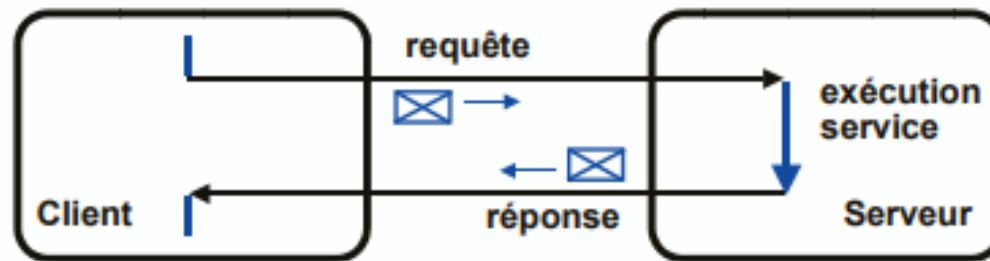 requête
exécution
service
Client
réponse
Serveur